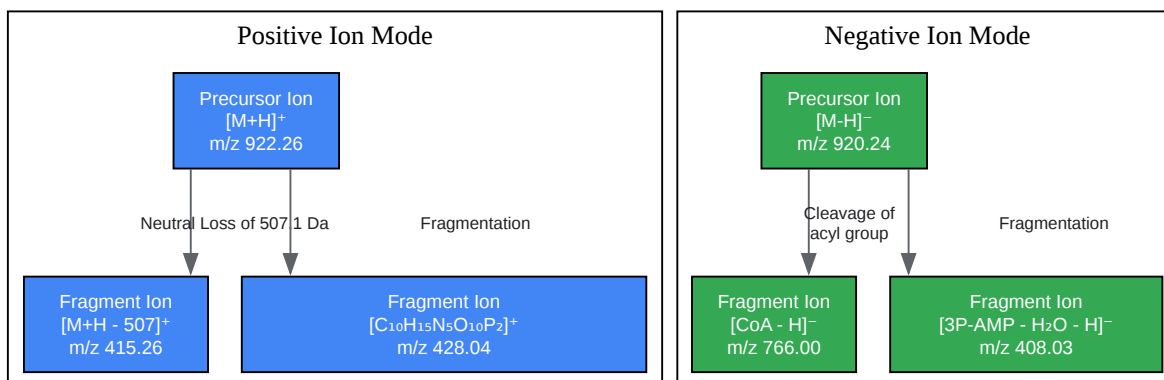 Positive Ion Mode
Precursor Ion
[M+H]⁺
m/z 922.26
Neutral Loss of 507.1 Da
Fragmentation
Fragment Ion
[M+H - 507]⁺
m/z 415.26
Fragment Ion
[C₁₀H₁₅N₅O₁₀P₂]⁺
m/z 428.04
Negative Ion Mode
Precursor Ion
[M-H]⁻
m/z 920.24
Cleavage of
acyl group
Fragmentation
Fragment Ion
[CoA - H]⁻
m/z 766.00
Fragment Ion
[3P-AMP - H₂O - H]⁻
m/z 408.03